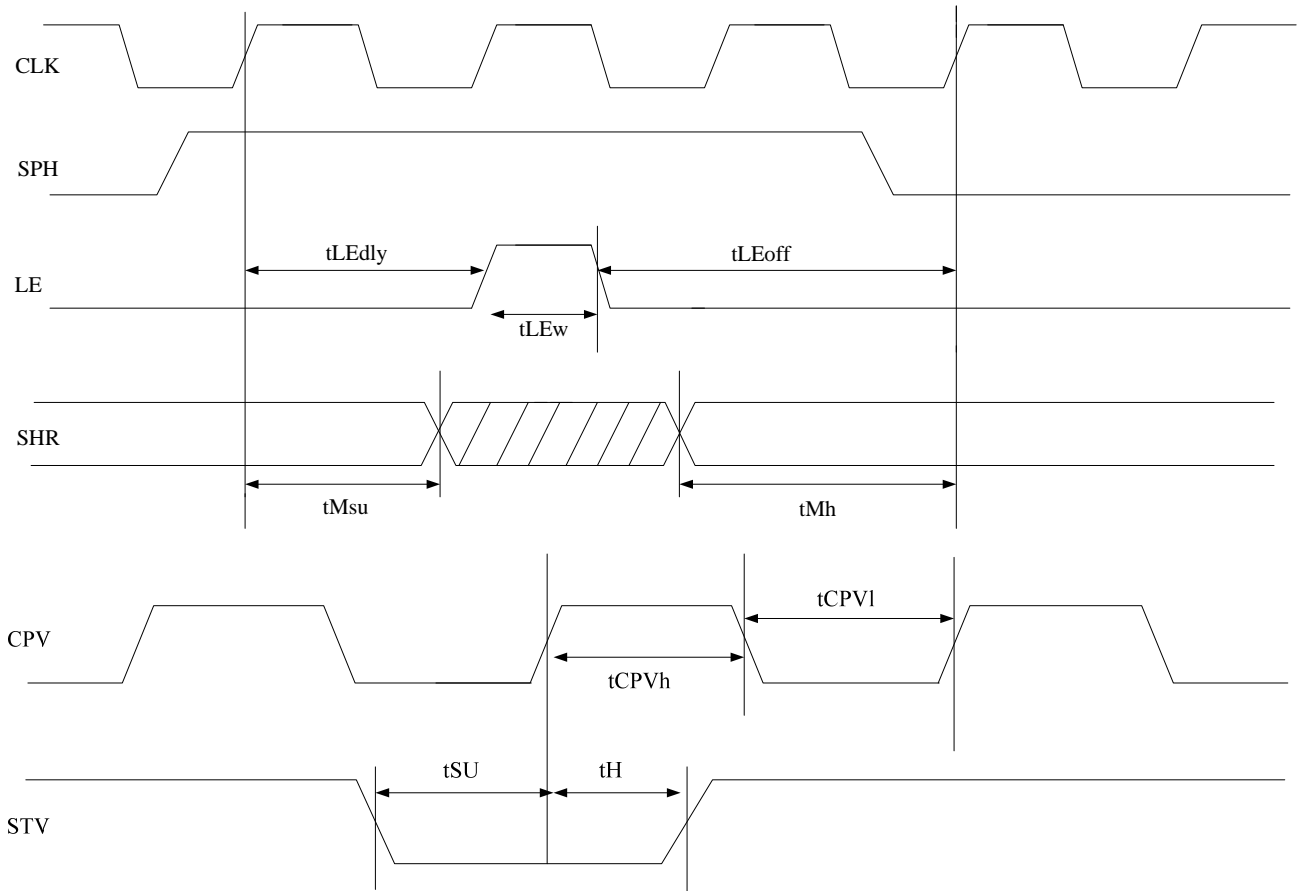 CLK
SPH
tLEdly
tLEoff
LE
tLEw
SHR
tMsu
tMh
tCPVl
CPV
tCPVh
tSU
tH
STV